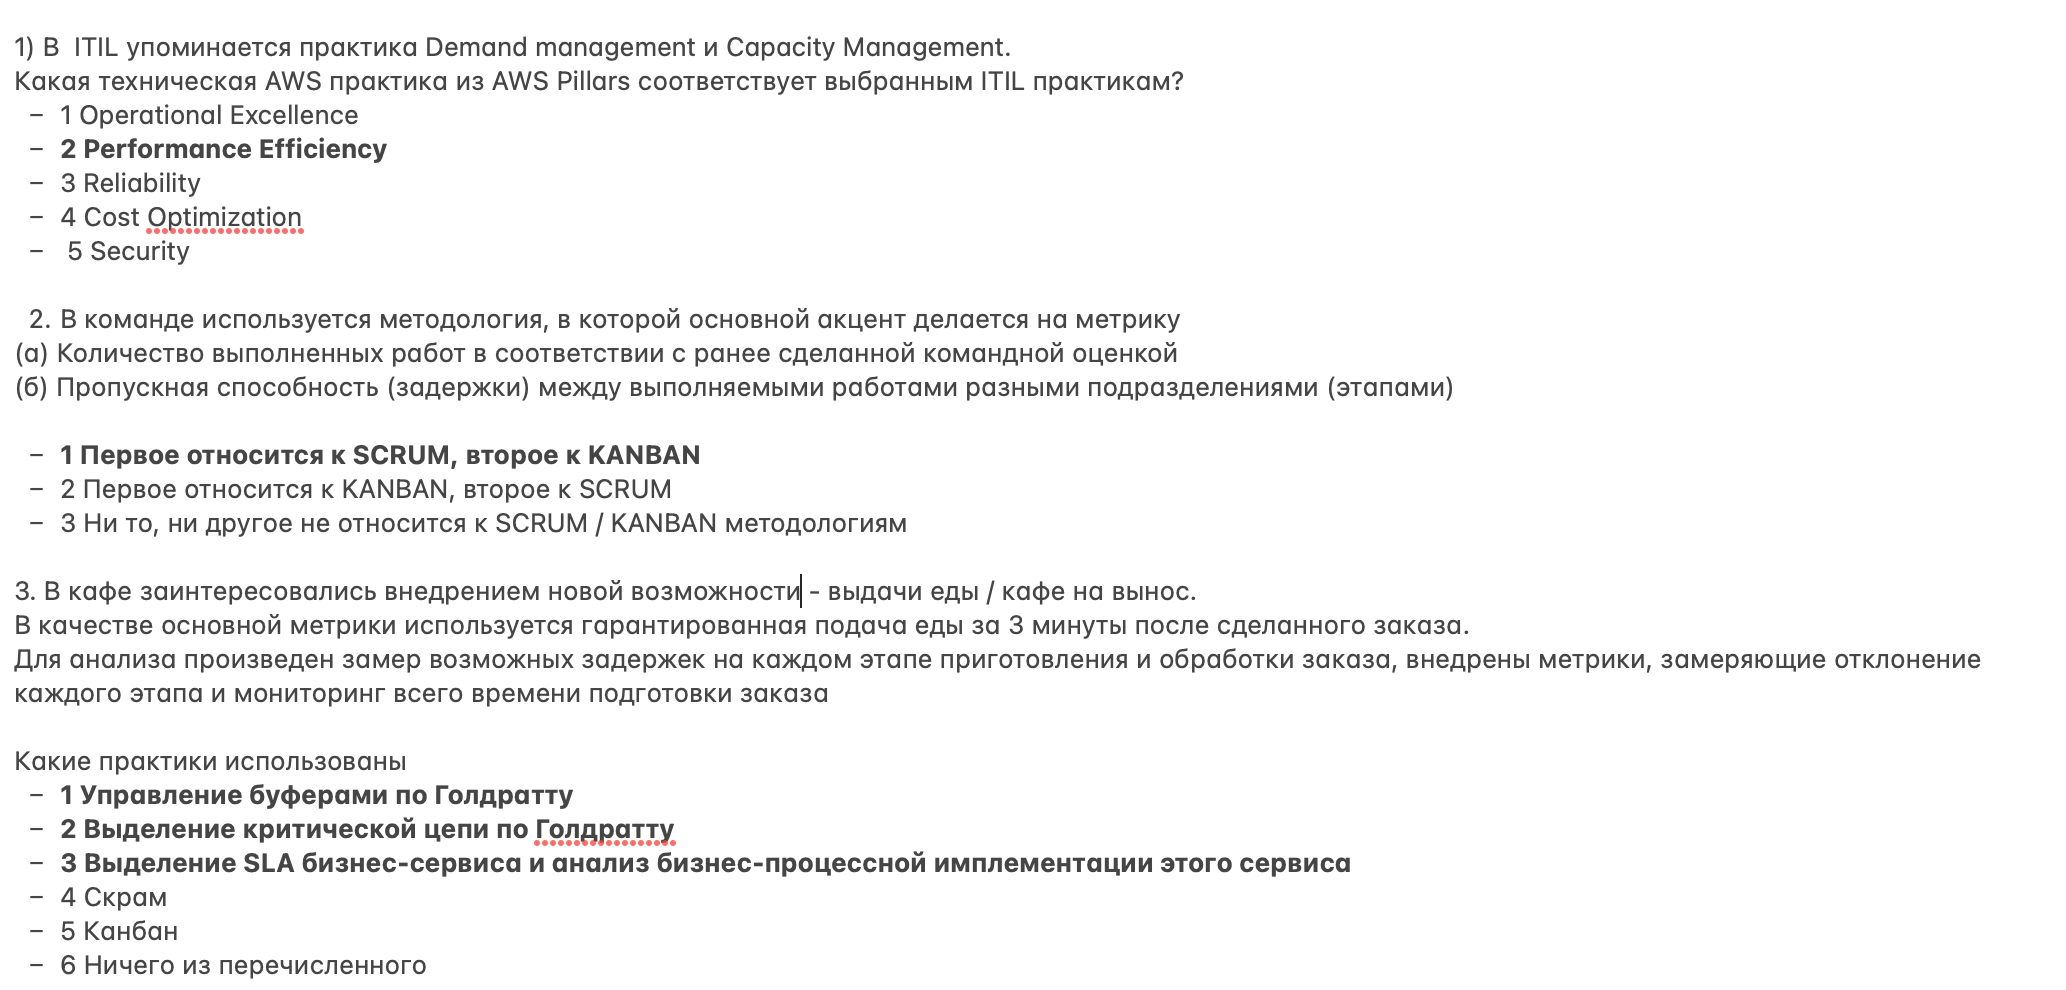 1) В  ITIL упоминается практика Demand management и Capacity Management.
Какая техническая AWS практика из AWS Pillars соответствует выбранным ITIL практикам?
– 1 Operational Excellence
– 2 Performance Efficiency
– 3 Reliability
– 4 Cost Optimization
– 5 Security
2. В команде используется методология, в которой основной акцент делается на метрику
(а) Количество выполненных работ в соответствии с ранее сделанной командной оценкой
(б) Пропускная способность (задержки) между выполняемыми работами разными подразделениями (этапами)
– 1 Первое относится к SCRUM, второе к KANBAN
– 2 Первое относится к KANBAN, второе к SCRUM
– 3 Ни то, ни другое не относится к SCRUM / KANBAN методологиям
3. В кафе заинтересовались внедрением новой возможности - выдачи еды / кафе на вынос.
В качестве основной метрики используется гарантированная подача еды за 3 минуты после сделанного заказа.
Для анализа произведен замер возможных задержек на каждом этапе приготовления и обработки заказа, внедрены метрики, замеряющие отклонение
каждого этапа и мониторинг всего времени подготовки заказа
Какие практики использованы
– 1 Управление буферами по Голдратту
– 2 Выделение критической цепи по Голдратту
– 3 Выделение SLA бизнес-сервиса и анализ бизнес-процессной имплементации этого сервиса
– 4 Скрам
– 5 Канбан
– 6 Ничего из перечисленного